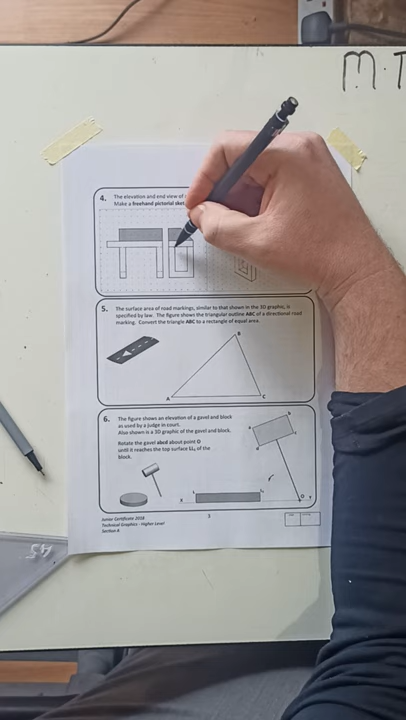 M.T
4. The elevation and end view of
Make a freehand pictorial sket
5. The surface area of road markings, similar to that shown in the 3D graphic, is
specified by law. The figure shows the triangular outline ABC of a directional road
marking. Convert the triangle ABC to a rectangle of equal area.
B
A
C
6. The figure shows an elevation of a gavel and block
as used by a judge in court.
Also shown is a 3D graphic of the gavel and block.
Rotate the gavel abcd about point O
until it reaches the top surface LL₁ of the
block.
X
O
Y
Junior Certificate 2018
Technical Graphics - Higher Level
Section A
3
45